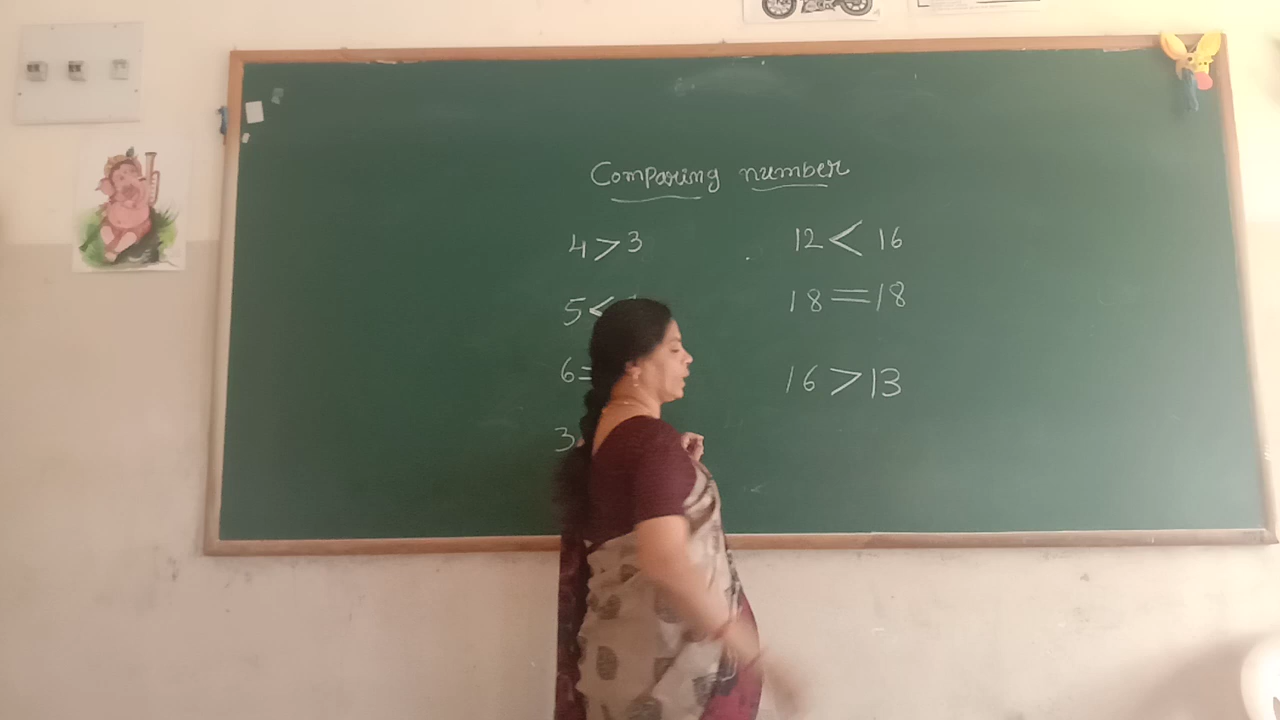 Comparing number
4 > 3
5 <
6 =
3
12 < 16
18 = 18
16 > 13